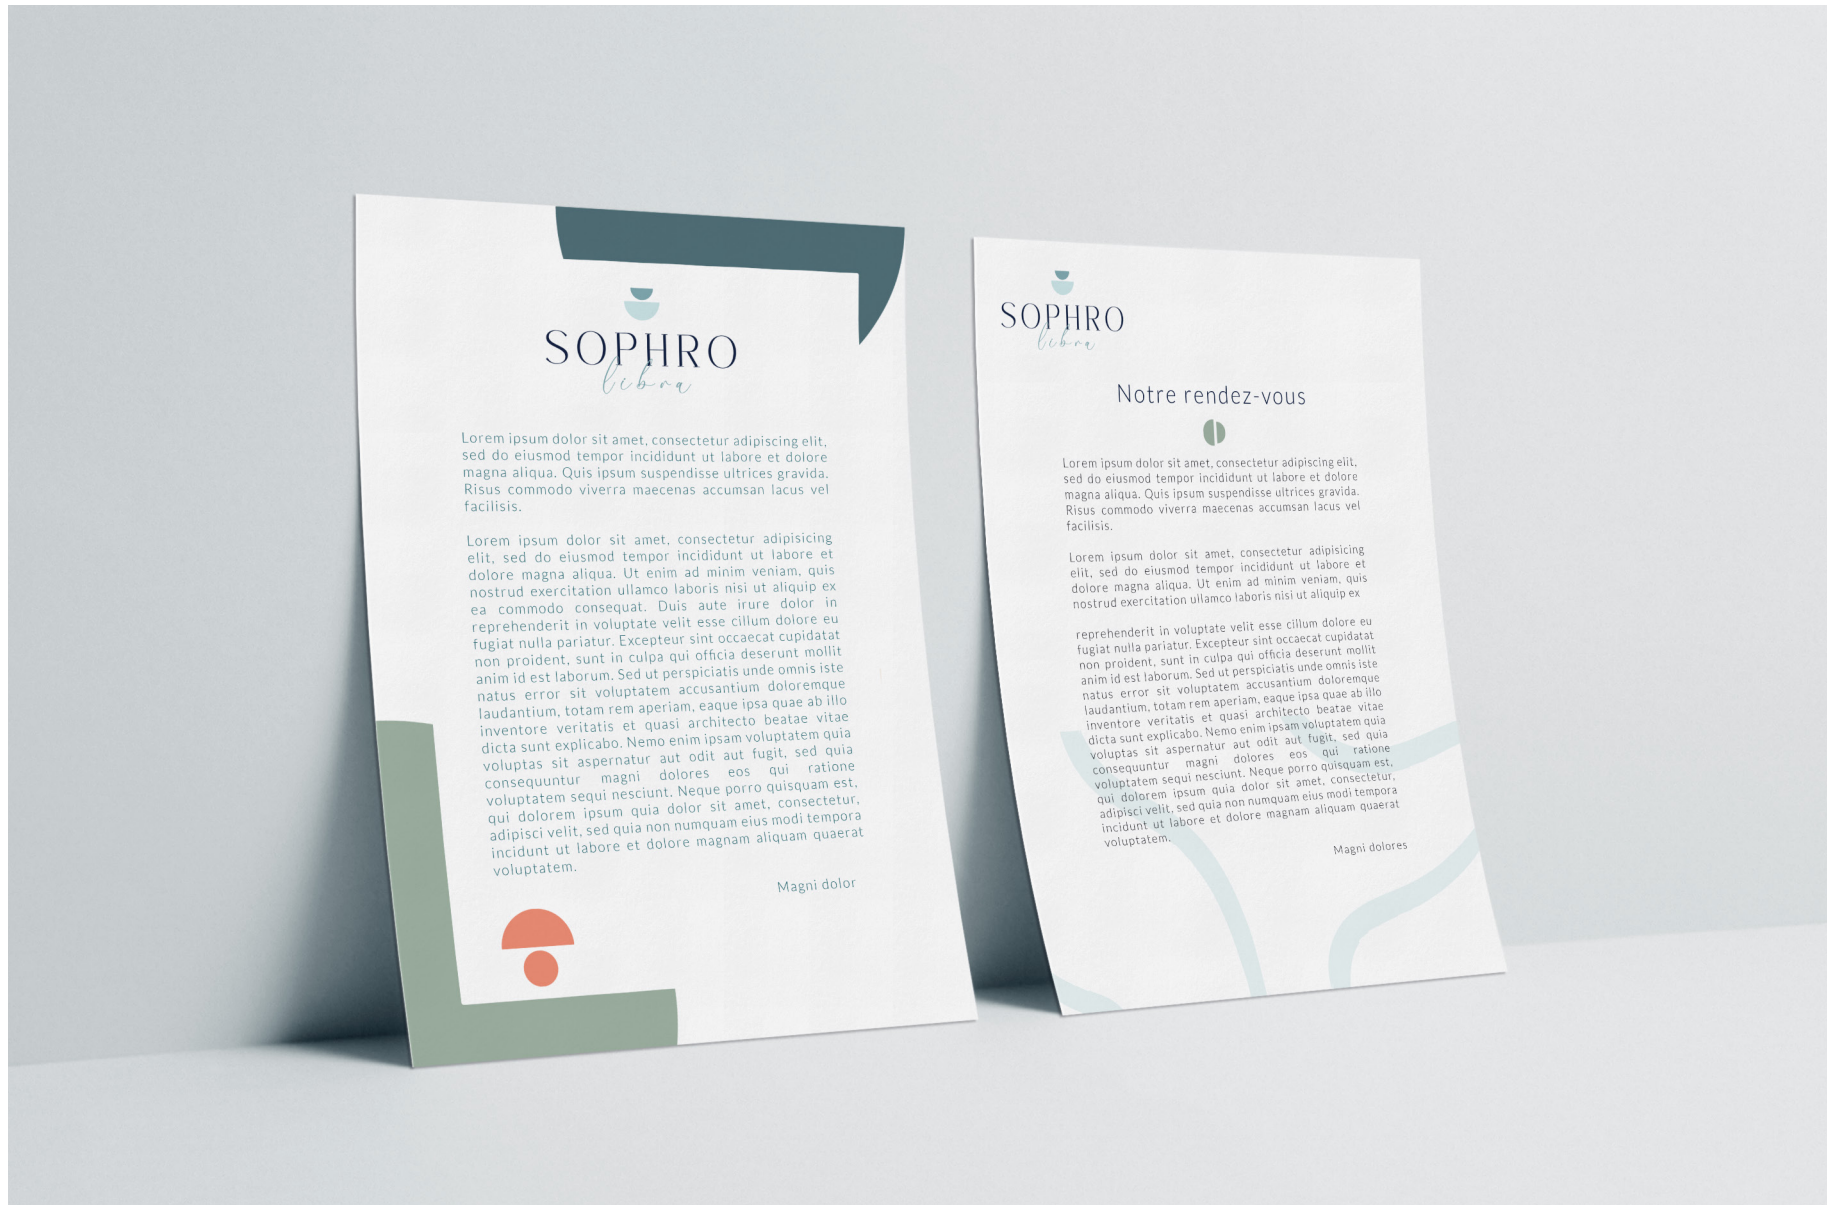 SOPHRO
libra
Lorem ipsum dolor sit amet, consectetur adipiscing elit,
sed do eiusmod tempor incididunt ut labore et dolore
magna aliqua. Quis ipsum suspendisse ultrices gravida.
Risus commodo viverra maecenas accumsan lacus vel
facilisis.
Lorem ipsum dolor sit amet, consectetur adipisicing
elit, sed do eiusmod tempor incididunt ut labore et
dolore magna aliqua. Ut enim ad minim veniam, quis
nostrud exercitation ullamco laboris nisi ut aliquip ex
ea commodo consequat. Duis aute irure dolor in
reprehenderit in voluptate velit esse cillum dolore eu
fugiat nulla pariatur. Excepteur sint occaecat cupidatat
non proident, sunt in culpa qui officia deserunt mollit
anim id est laborum. Sed ut perspiciatis unde omnis iste
natus error sit voluptatem accusantium doloremque
laudantium, totam rem aperiam, eaque ipsa quae ab illo
inventore veritatis et quasi architecto beatae vitae
dicta sunt explicabo. Nemo enim ipsam voluptatem quia
voluptas sit aspernatur aut odit aut fugit, sed quia
consequuntur magni dolores eos qui ratione
voluptatem sequi nesciunt. Neque porro quisquam est,
qui dolorem ipsum quia dolor sit amet, consectetur,
adipisci velit, sed quia non numquam eius modi tempora
incidunt ut labore et dolore magnam aliquam quaerat
voluptatem.
Magni dolor
SOPHRO
libra
Notre rendez-vous
Lorem ipsum dolor sit amet, consectetur adipiscing elit,
sed do eiusmod tempor incididunt ut labore et dolore
magna aliqua. Quis ipsum suspendisse ultrices gravida.
Risus commodo viverra maecenas accumsan lacus vel
facilisis.
Lorem ipsum dolor sit amet, consectetur adipisicing
elit, sed do eiusmod tempor incididunt ut labore et
dolore magna aliqua. Ut enim ad minim veniam, quis
nostrud exercitation ullamco laboris nisi ut aliquip ex
reprehenderit in voluptate velit esse cillum dolore eu
fugiat nulla pariatur. Excepteur sint occaecat cupidatat
non proident, sunt in culpa qui officia deserunt mollit
anim id est laborum. Sed ut perspiciatis unde omnis iste
natus error sit voluptatem accusantium doloremque
laudantium, totam rem aperiam, eaque ipsa quae ab illo
inventore veritatis et quasi architecto beatae vitae
dicta sunt explicabo. Nemo enim ipsam voluptatem quia
voluptas sit aspernatur aut odit aut fugit, sed quia
consequuntur magni dolores eos qui ratione
voluptatem sequi nesciunt. Neque porro quisquam est,
qui dolorem ipsum quia dolor sit amet, consectetur,
adipisci velit, sed quia non numquam eius modi tempora
incidunt ut labore et dolore magnam aliquam quaerat
voluptatem.
Magni dolores